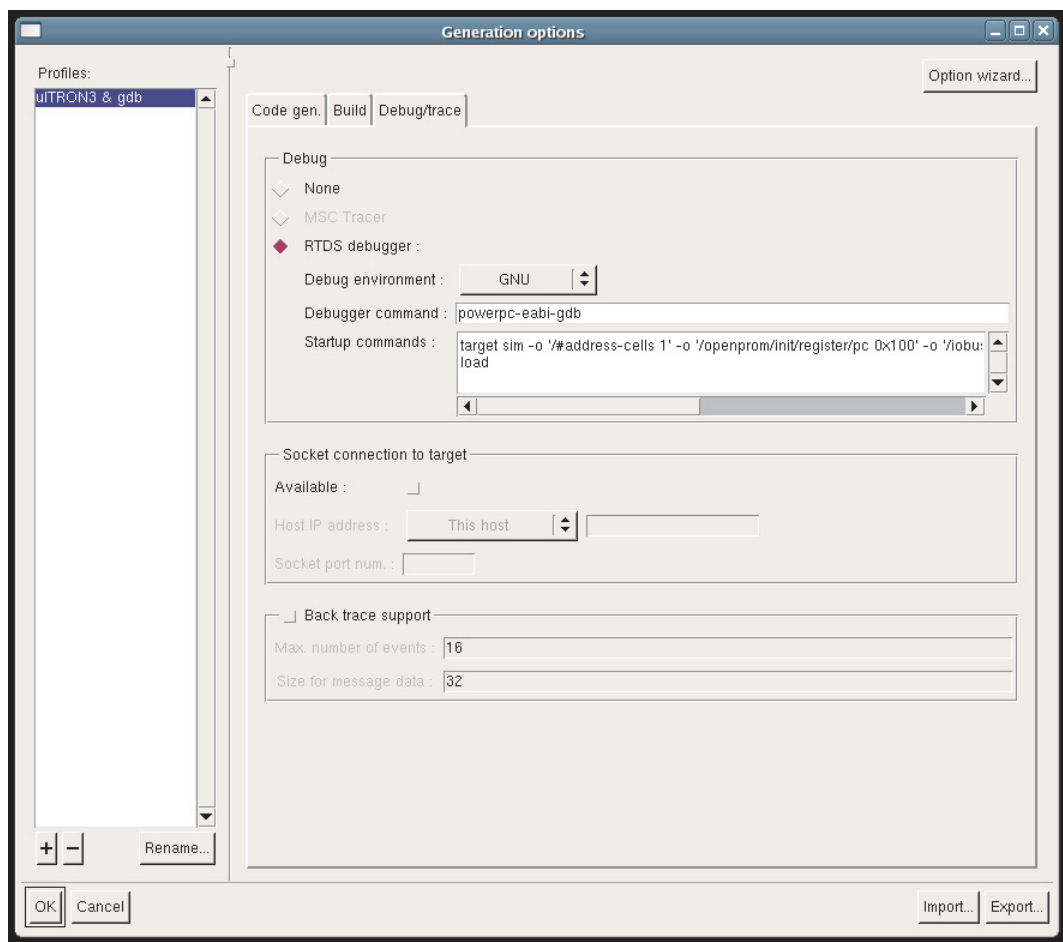 Generation options
Profiles:
uITRON3 & gdb
Option wizard...
Code gen. Build Debug/trace
Debug
None
MSC Tracer
RTDS debugger :
Debug environment : GNU
Debugger command : powerpc-eabi-gdb
Startup commands : target sim -o '/#address-cells 1' -o '/openprom/init/register/pc 0x100' -o '/iobu
load
Socket connection to target
Available :
Host IP address : This host
Socket port num. :
Back trace support
Max. number of events : 16
Size for message data : 32
+ − Rename...
OK Cancel Import... Export...